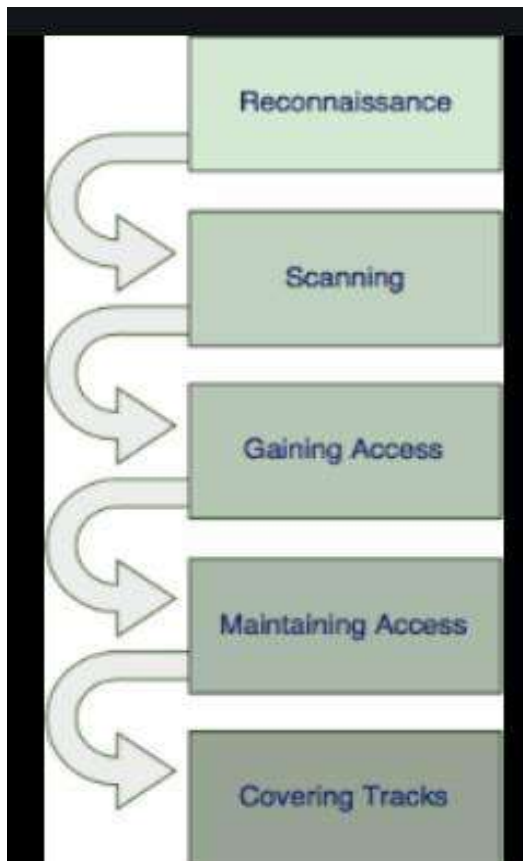 Reconnaissance
Scanning
Gaining Access
Maintaining Access
Covering Tracks